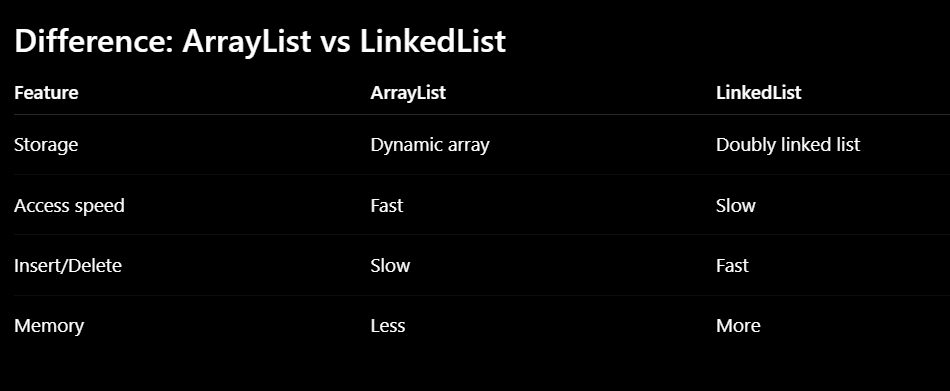 Difference: ArrayList vs LinkedList
Feature ArrayList LinkedList
Storage Dynamic array Doubly linked list
Access speed Fast Slow
Insert/Delete Slow Fast
Memory Less More